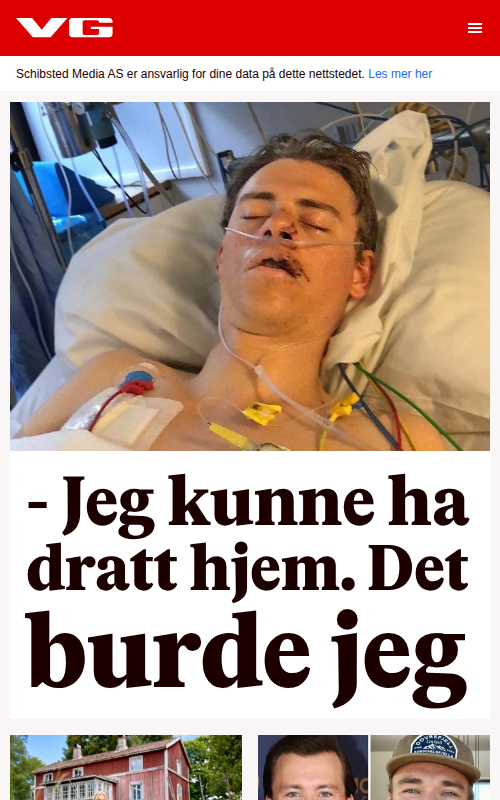 VG
Schibsted Media AS er ansvarlig for dine data på dette nettstedet. Les mer her
- Jeg kunne ha
dratt hjem. Det
burde jeg
DOVREFJELL